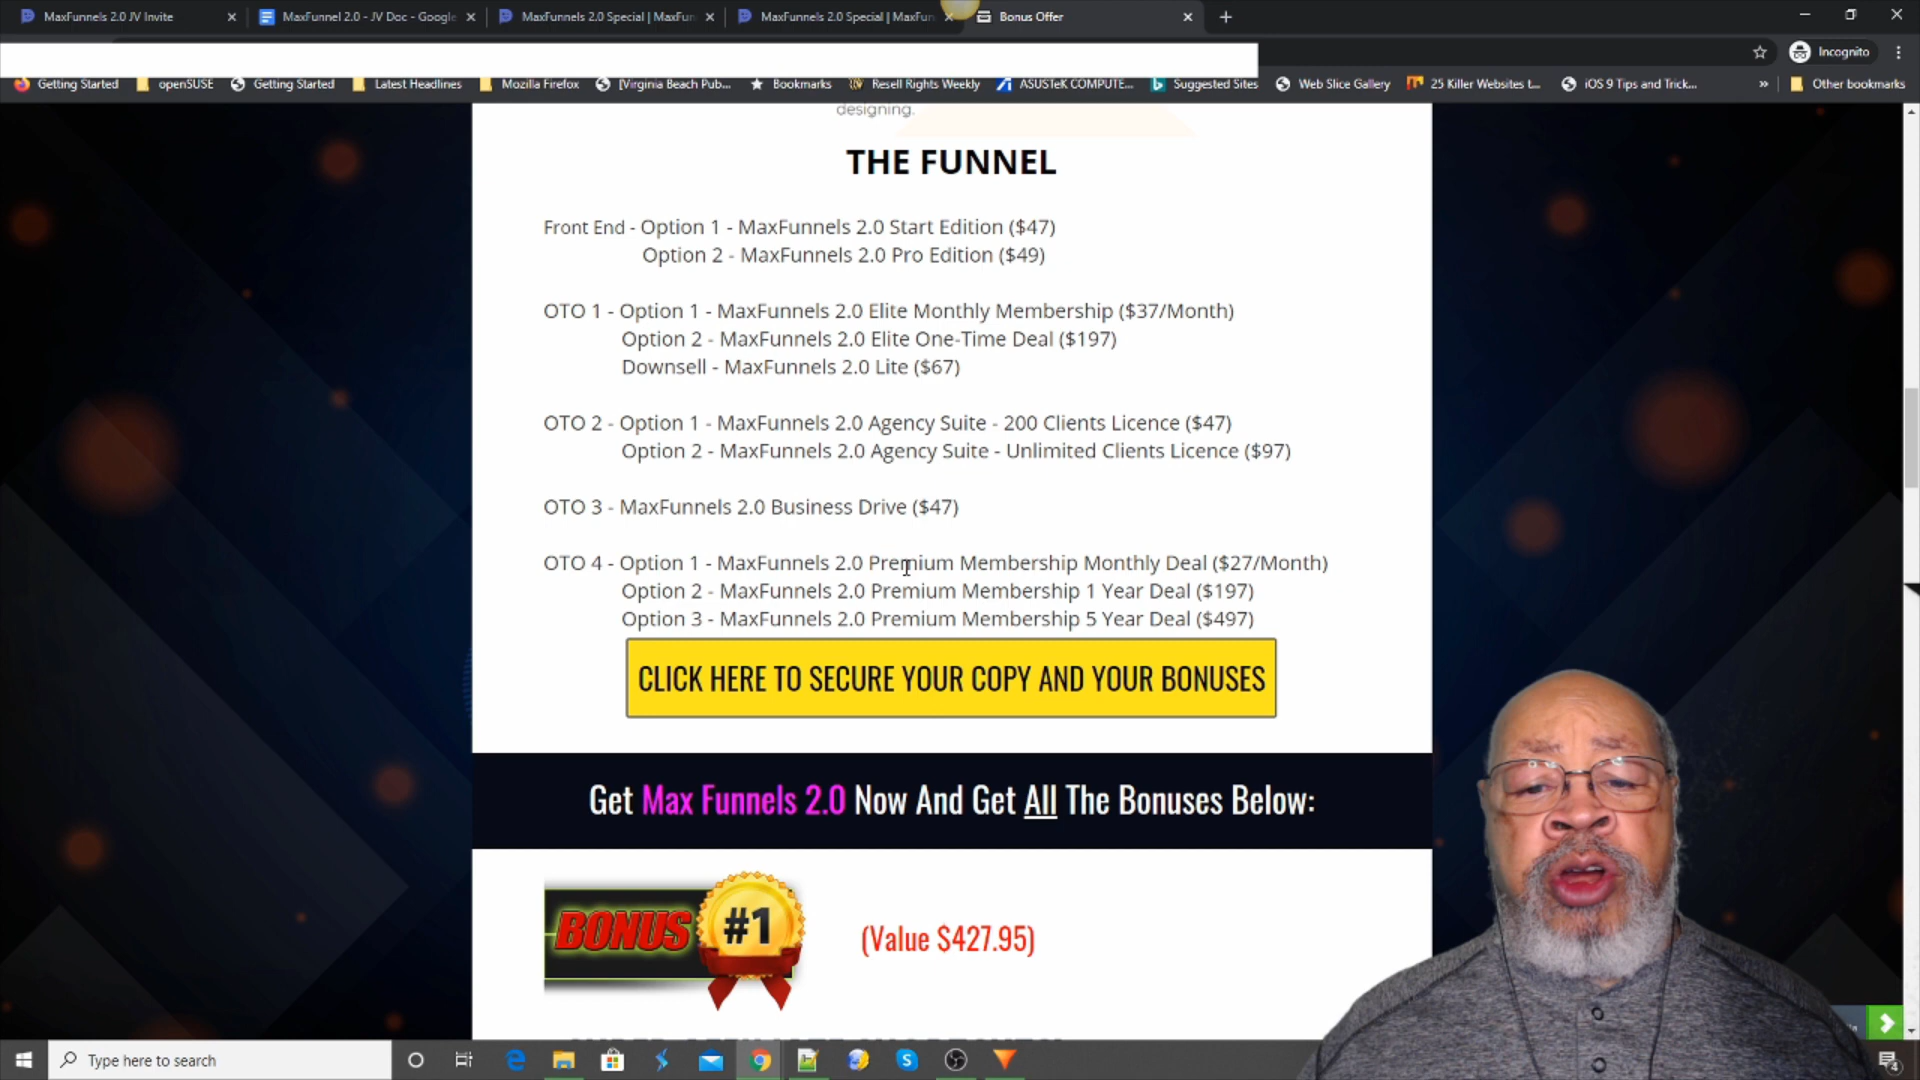 MaxFunnels 2.0 JV Invite
MaxFunnel 2.0 - JV Doc - Google
MaxFunnels 2.0 Special | MaxFun
MaxFunnels 2.0 Special | MaxFun
Bonus Offer
Incognito
Getting Started
openSUSE
Getting Started
Latest Headlines
Mozilla Firefox
[Virginia Beach Pub...
Bookmarks
Resell Rights Weekly
ASUSTeK COMPUTE...
Suggested Sites
Web Slice Gallery
25 Killer Websites t...
iOS 9 Tips and Trick...
»
Other bookmarks
designing.
THE FUNNEL
Front End - Option 1 - MaxFunnels 2.0 Start Edition ($47)
Option 2 - MaxFunnels 2.0 Pro Edition ($49)
OTO 1 - Option 1 - MaxFunnels 2.0 Elite Monthly Membership ($37/Month)
Option 2 - MaxFunnels 2.0 Elite One-Time Deal ($197)
Downsell - MaxFunnels 2.0 Lite ($67)
OTO 2 - Option 1 - MaxFunnels 2.0 Agency Suite - 200 Clients Licence ($47)
Option 2 - MaxFunnels 2.0 Agency Suite - Unlimited Clients Licence ($97)
OTO 3 - MaxFunnels 2.0 Business Drive ($47)
OTO 4 - Option 1 - MaxFunnels 2.0 Premium Membership Monthly Deal ($27/Month)
Option 2 - MaxFunnels 2.0 Premium Membership 1 Year Deal ($197)
Option 3 - MaxFunnels 2.0 Premium Membership 5 Year Deal ($497)
CLICK HERE TO SECURE YOUR COPY AND YOUR BONUSES
Get Max Funnels 2.0 Now And Get All The Bonuses Below:
BONUS #1
(Value $427.95)
Type here to search
4